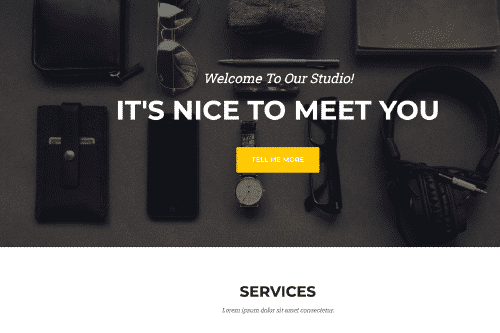 Welcome To Our Studio!
IT'S NICE TO MEET YOU
TELL ME MORE
SERVICES
Lorem ipsum dolor sit amet consectetur.